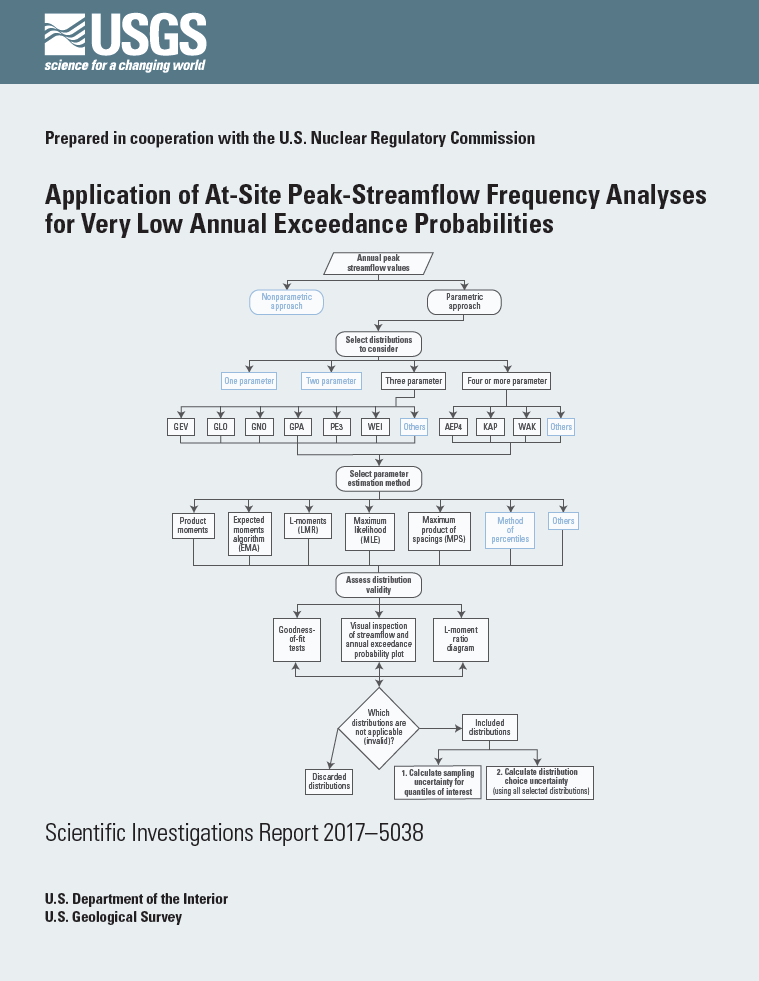 USGS
science for a changing world
Prepared in cooperation with the U.S. Nuclear Regulatory Commission
Application of At-Site Peak-Streamflow Frequency Analyses
for Very Low Annual Exceedance Probabilities
Annual peak
streamflow values
Nonparametric
approach
Parametric
approach
Select distributions
to consider
One parameter
Two parameter
Three parameter
Four or more parameter
GEV
GLO
GNO
GPA
PE3
WEI
Others
AEP4
KAP
WAK
Others
Select parameter
estimation method
Product
moments
Expected
moments
algorithm
(EMA)
L-moments
(LMR)
Maximum
likelihood
(MLE)
Maximum
product of
spacings (MPS)
Method
of
percentiles
Others
Assess distribution
validity
Goodness-
of-fit
tests
Visual inspection
of streamflow and
annual exceedance
probability plot
L-moment
ratio
diagram
Which
distributions are
not applicable
(invalid)?
Included
distributions
Discarded
distributions
1. Calculate sampling
uncertainty for
quantiles of interest
2. Calculate distribution
choice uncertainty
(using all selected distributions)
Scientific Investigations Report 2017–5038
U.S. Department of the Interior
U.S. Geological Survey